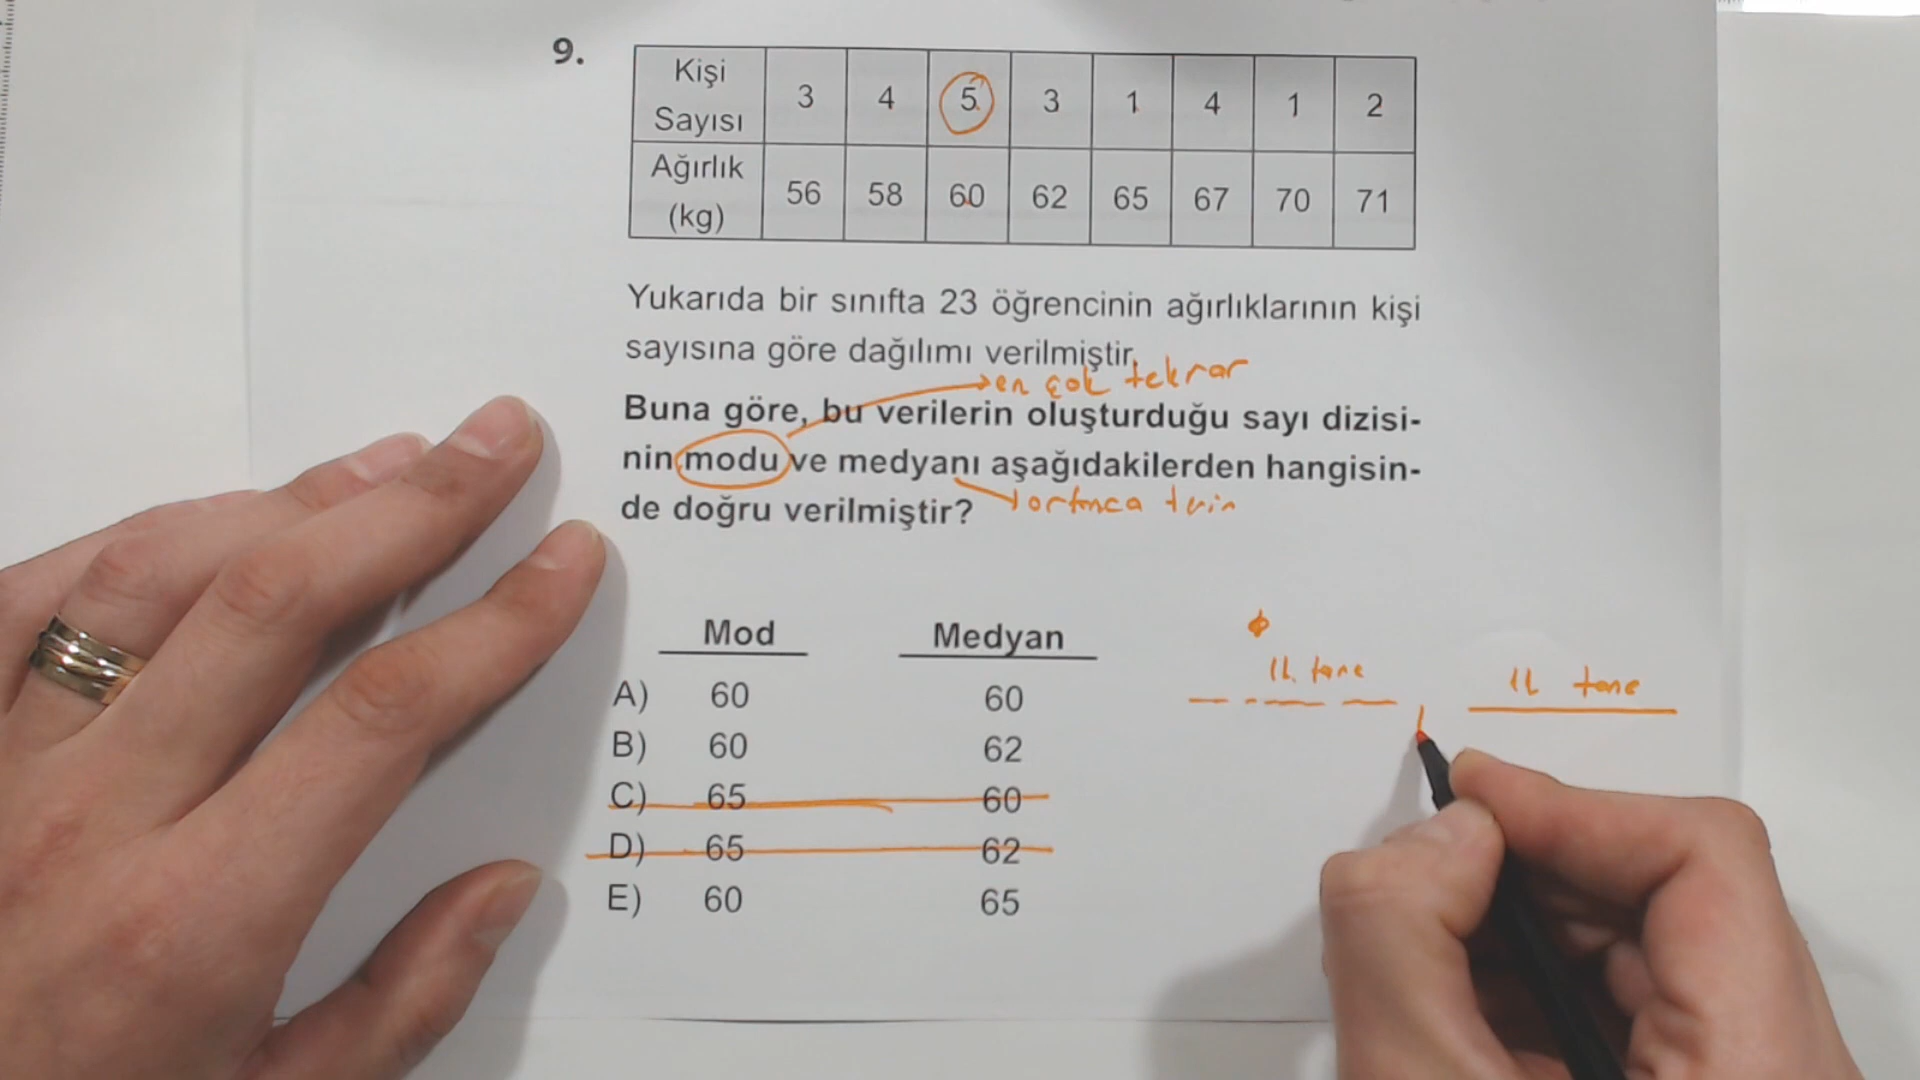 9.
Kişi Sayısı 3 4 5 3 1 4 1 2
Ağırlık (kg) 56 58 60 62 65 67 70 71
Yukarıda bir sınıfta 23 öğrencinin ağırlıklarının kişi
sayısına göre dağılımı verilmiştir.
en çok tekrar
Buna göre, bu verilerin oluşturduğu sayı dizisi-
nin modu ve medyanı aşağıdakilerden hangisin-
de doğru verilmiştir?
ortanca
Mod Medyan
A) 60 60
B) 60 62
C) 65 60
D) 65 62
E) 60 65
11. tane
11 tane